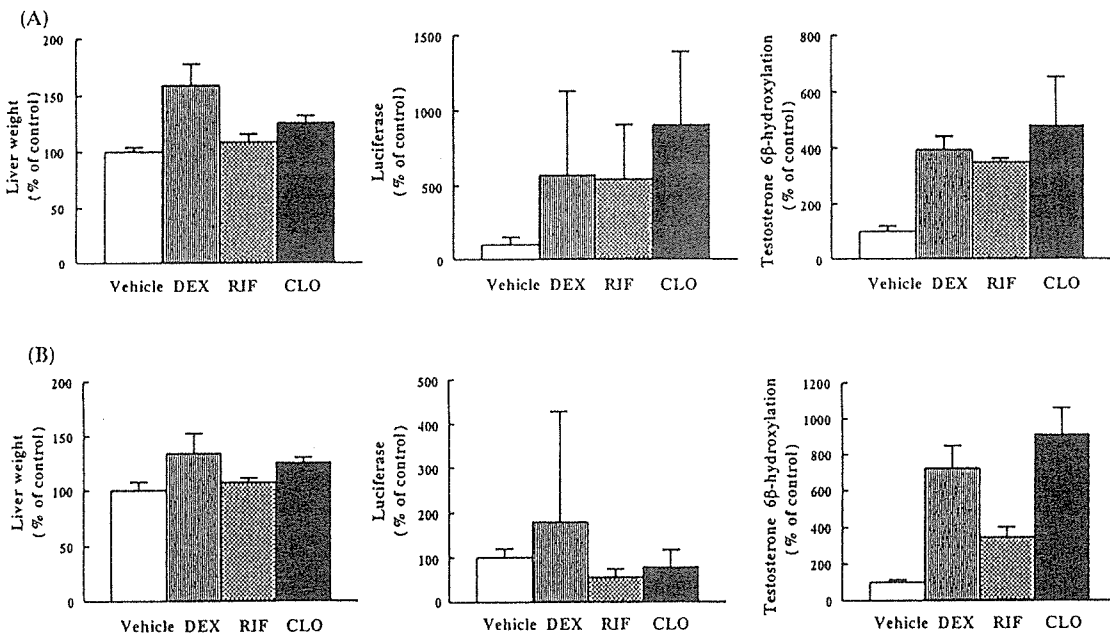 (A)
Liver weight
(% of control)
200
150
100
50
0
Vehicle DEX RIF CLO
Luciferase
(% of control)
1500
1000
500
0
Vehicle DEX RIF CLO
Testosterone 6β-hydroxylation
(% of control)
800
600
400
200
0
Vehicle DEX RIF CLO
(B)
Liver weight
(% of control)
200
150
100
50
0
Vehicle DEX RIF CLO
Luciferase
(% of control)
500
400
300
200
100
0
Vehicle DEX RIF CLO
Testosterone 6β-hydroxylation
(% of control)
1200
1000
800
600
400
200
0
Vehicle DEX RIF CLO